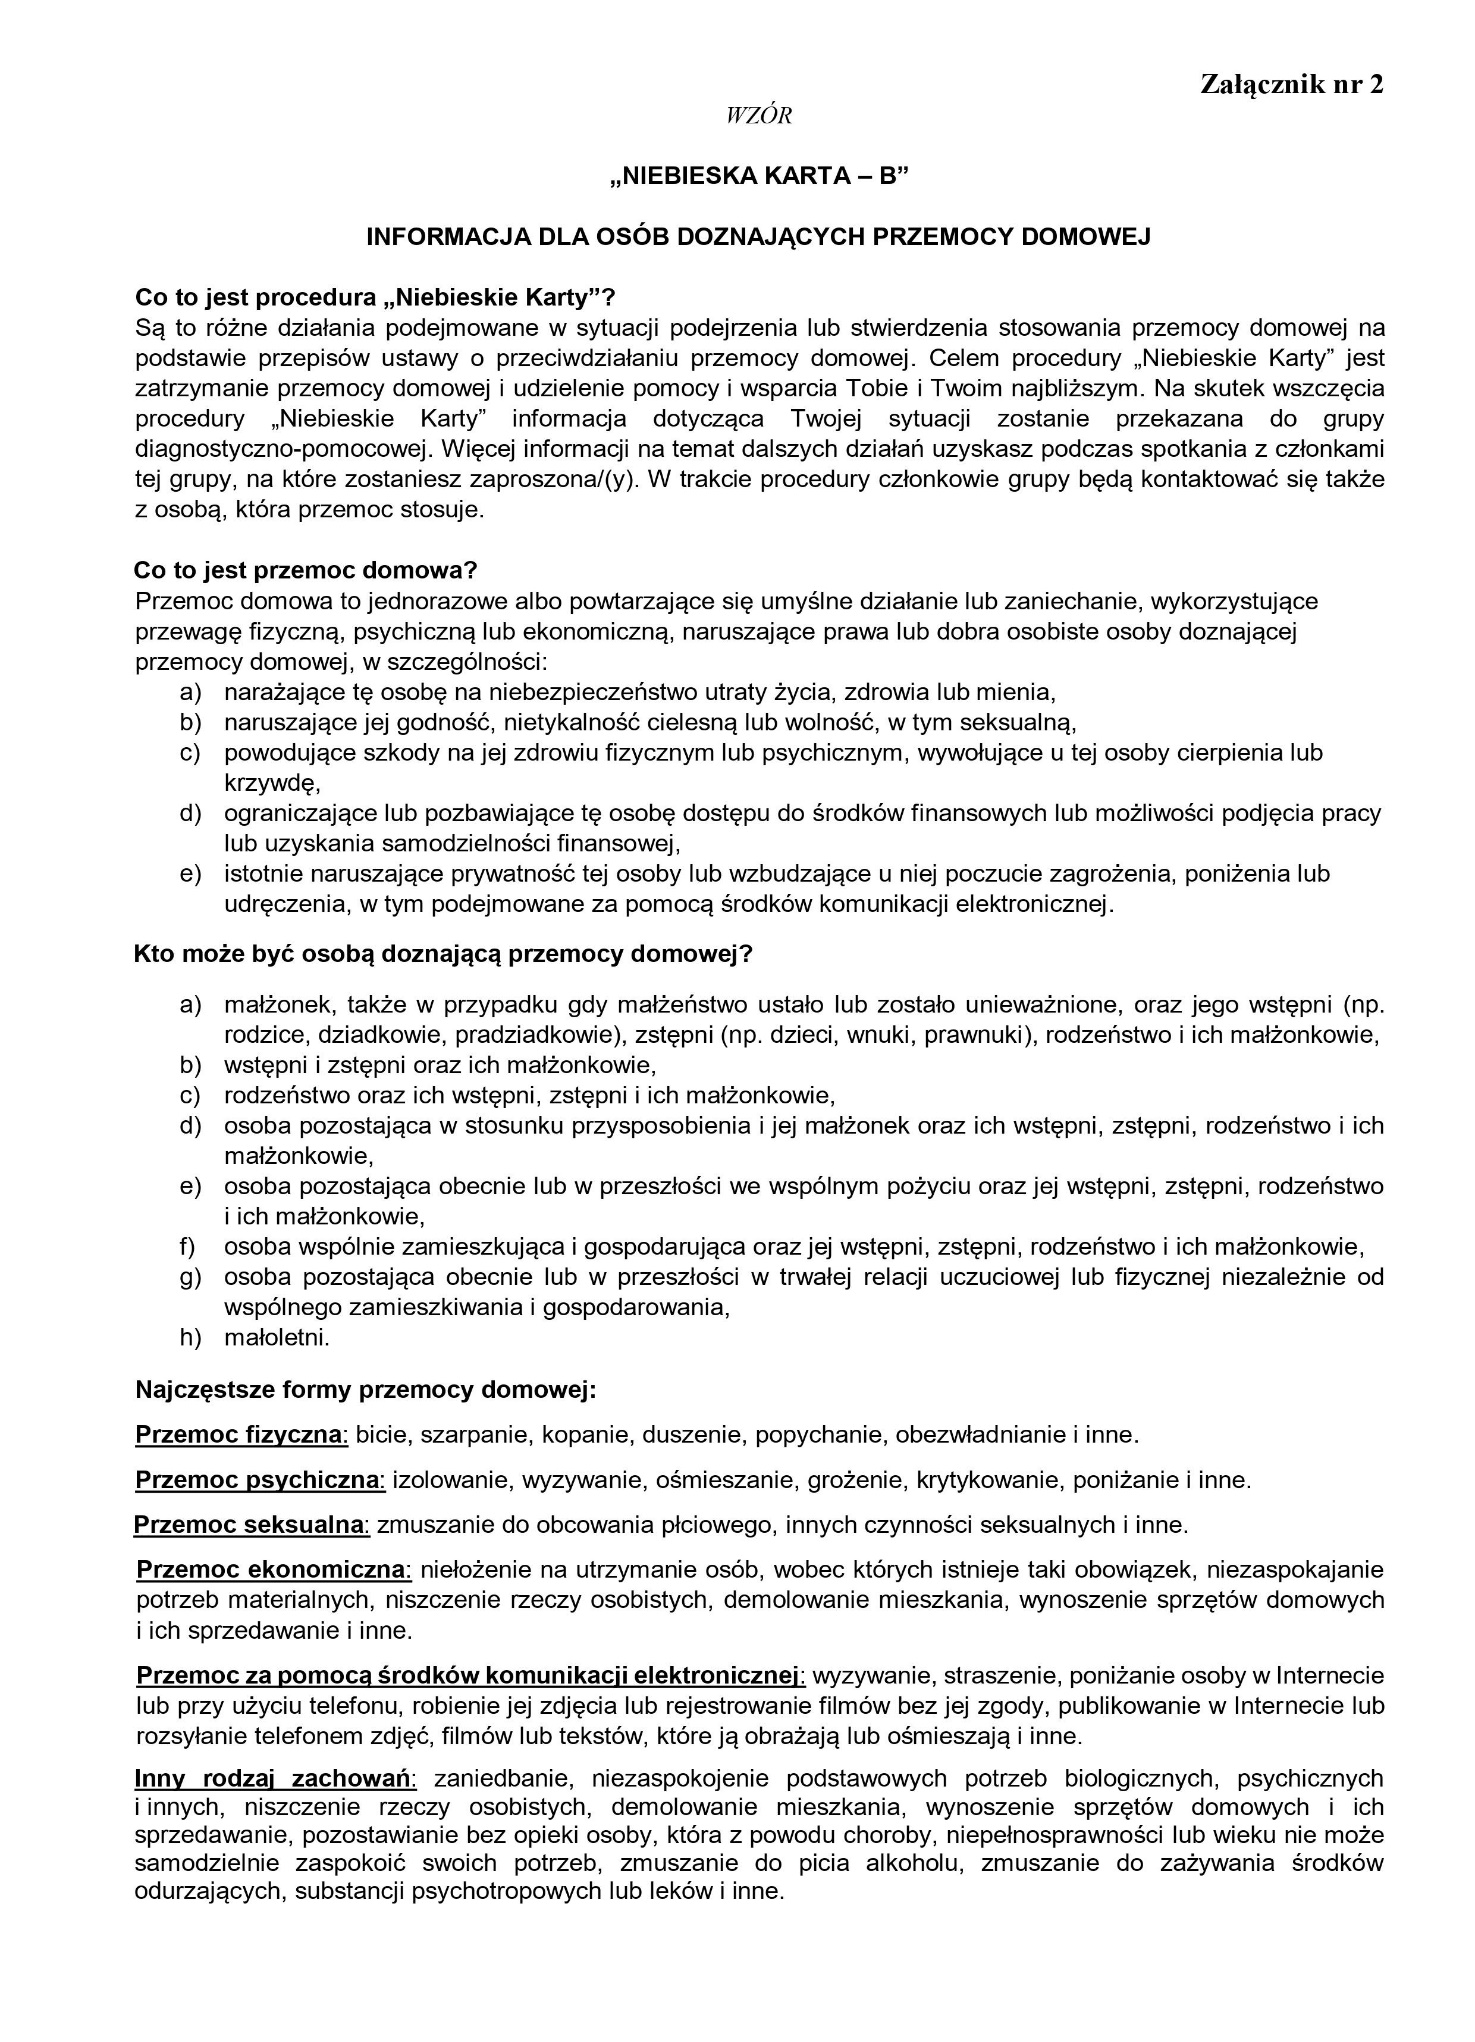 Załącznik nr 2
WZÓR
„NIEBIESKA KARTA – B”
INFORMACJA DLA OSÓB DOZNAJĄCYCH PRZEMOCY DOMOWEJ
Co to jest procedura „Niebieskie Karty”?
Są to różne działania podejmowane w sytuacji podejrzenia lub stwierdzenia stosowania przemocy domowej na
podstawie przepisów ustawy o przeciwdziałaniu przemocy domowej. Celem procedury „Niebieskie Karty” jest
zatrzymanie przemocy domowej i udzielenie pomocy i wsparcia Tobie i Twoim najbliższym. Na skutek wszczęcia
procedury „Niebieskie Karty” informacja dotycząca Twojej sytuacji zostanie przekazana do grupy
diagnostyczno-pomocowej. Więcej informacji na temat dalszych działań uzyskasz podczas spotkania z członkami
tej grupy, na które zostaniesz zaproszona/(y). W trakcie procedury członkowie grupy będą kontaktować się także
z osobą, która przemoc stosuje.
Co to jest przemoc domowa?
Przemoc domowa to jednorazowe albo powtarzające się umyślne działanie lub zaniechanie, wykorzystujące
przewagę fizyczną, psychiczną lub ekonomiczną, naruszające prawa lub dobra osobiste osoby doznającej
przemocy domowej, w szczególności:
a) narażające tę osobę na niebezpieczeństwo utraty życia, zdrowia lub mienia,
b) naruszające jej godność, nietykalność cielesną lub wolność, w tym seksualną,
c) powodujące szkody na jej zdrowiu fizycznym lub psychicznym, wywołujące u tej osoby cierpienia lub
krzywdę,
d) ograniczające lub pozbawiające tę osobę dostępu do środków finansowych lub możliwości podjęcia pracy
lub uzyskania samodzielności finansowej,
e) istotnie naruszające prywatność tej osoby lub wzbudzające u niej poczucie zagrożenia, poniżenia lub
udręczenia, w tym podejmowane za pomocą środków komunikacji elektronicznej.
Kto może być osobą doznającą przemocy domowej?
a) małżonek, także w przypadku gdy małżeństwo ustało lub zostało unieważnione, oraz jego wstępni (np.
rodzice, dziadkowie, pradziadkowie), zstępni (np. dzieci, wnuki, prawnuki), rodzeństwo i ich małżonkowie,
b) wstępni i zstępni oraz ich małżonkowie,
c) rodzeństwo oraz ich wstępni, zstępni i ich małżonkowie,
d) osoba pozostająca w stosunku przysposobienia i jej małżonek oraz ich wstępni, zstępni, rodzeństwo i ich
małżonkowie,
e) osoba pozostająca obecnie lub w przeszłości we wspólnym pożyciu oraz jej wstępni, zstępni, rodzeństwo
i ich małżonkowie,
f) osoba wspólnie zamieszkująca i gospodarująca oraz jej wstępni, zstępni, rodzeństwo i ich małżonkowie,
g) osoba pozostająca obecnie lub w przeszłości w trwałej relacji uczuciowej lub fizycznej niezależnie od
wspólnego zamieszkiwania i gospodarowania,
h) małoletni.
Najczęstsze formy przemocy domowej:
Przemoc fizyczna: bicie, szarpanie, kopanie, duszenie, popychanie, obezwładnianie i inne.
Przemoc psychiczna: izolowanie, wyzywanie, ośmieszanie, grożenie, krytykowanie, poniżanie i inne.
Przemoc seksualna: zmuszanie do obcowania płciowego, innych czynności seksualnych i inne.
Przemoc ekonomiczna: niełożenie na utrzymanie osób, wobec których istnieje taki obowiązek, niezaspokajanie
potrzeb materialnych, niszczenie rzeczy osobistych, demolowanie mieszkania, wynoszenie sprzętów domowych
i ich sprzedawanie i inne.
Przemoc za pomocą środków komunikacji elektronicznej: wyzywanie, straszenie, poniżanie osoby w Internecie
lub przy użyciu telefonu, robienie jej zdjęcia lub rejestrowanie filmów bez jej zgody, publikowanie w Internecie lub
rozsyłanie telefonem zdjęć, filmów lub tekstów, które ją obrażają lub ośmieszają i inne.
Inny rodzaj zachowań: zaniedbanie, niezaspokojenie podstawowych potrzeb biologicznych, psychicznych
i innych, niszczenie rzeczy osobistych, demolowanie mieszkania, wynoszenie sprzętów domowych i ich
sprzedawanie, pozostawianie bez opieki osoby, która z powodu choroby, niepełnosprawności lub wieku nie może
samodzielnie zaspokoić swoich potrzeb, zmuszanie do picia alkoholu, zmuszanie do zażywania środków
odurzających, substancji psychotropowych lub leków i inne.